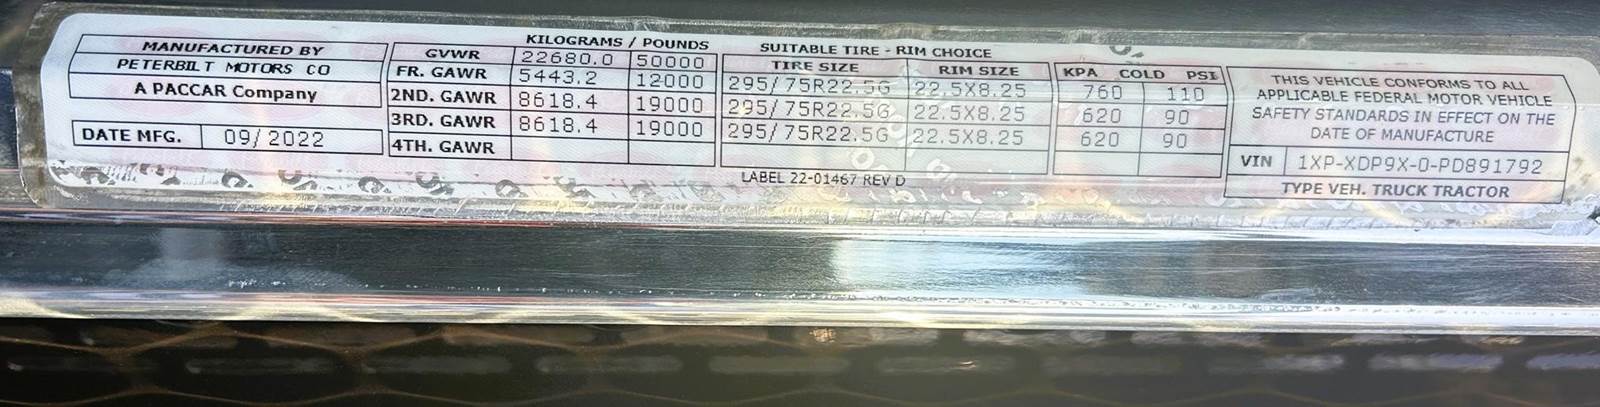 KILOGRAMS / POUNDS
SUITABLE TIRE - RIM CHOICE
MANUFACTURED BY
PETERBILT MOTORS CO
A PACCAR Company
DATE MFG. 09/2022
GVWR 22680.0 50000
TIRE SIZE RIM SIZE KPA COLD PSI
FR. GAWR 5443.2 12000 295/75R22.5G 22.5X8.25 760 110
2ND. GAWR 8618.4 19000 295/75R22.5G 22.5X8.25 620 90
3RD. GAWR 8618.4 19000 295/75R22.5G 22.5X8.25 620 90
4TH. GAWR
LABEL 22-01467 REV D
THIS VEHICLE CONFORMS TO ALL
APPLICABLE FEDERAL MOTOR VEHICLE
SAFETY STANDARDS IN EFFECT ON THE
DATE OF MANUFACTURE
VIN 1XP-XDP9X-0-PD891792
TYPE VEH. TRUCK TRACTOR